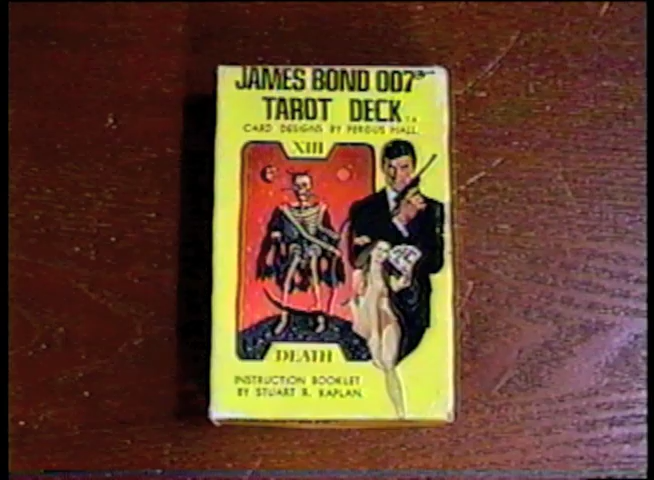 JAMES BOND 007
TAROT DECK
CARD DESIGNS BY FERGUS HALL
XIII
DEATH
INSTRUCTION BOOKLET
BY STUART R. KAPLAN